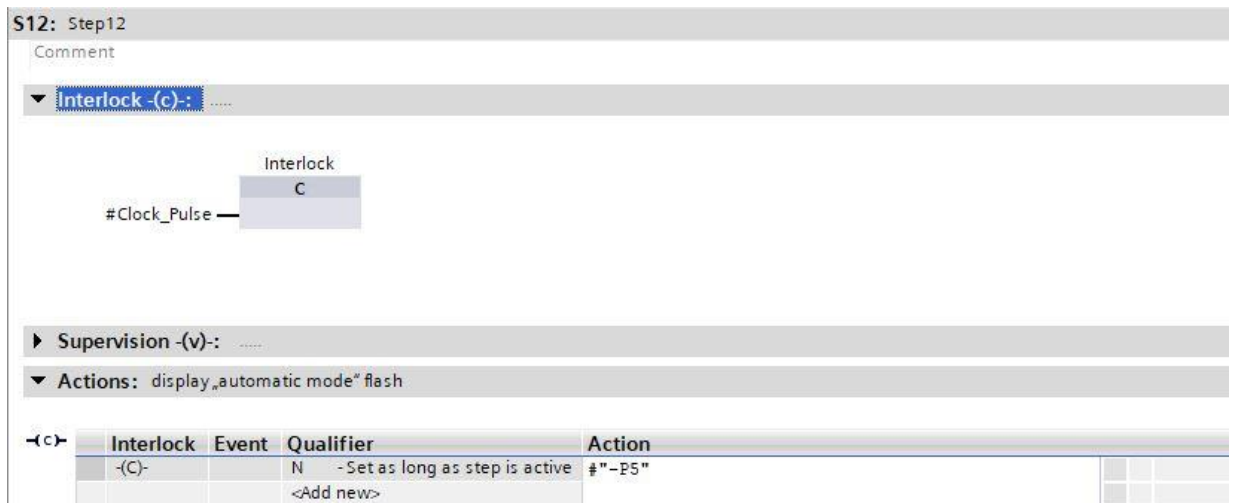 S12: Step12
Comment
Interlock -(c)-: .....
Interlock
C
#Clock_Pulse
Supervision -(v)-: .....
Actions: display „automatic mode“ flash
-(c)- Interlock Event Qualifier Action
-(C)- N - Set as long as step is active #"-P5"
<Add new>